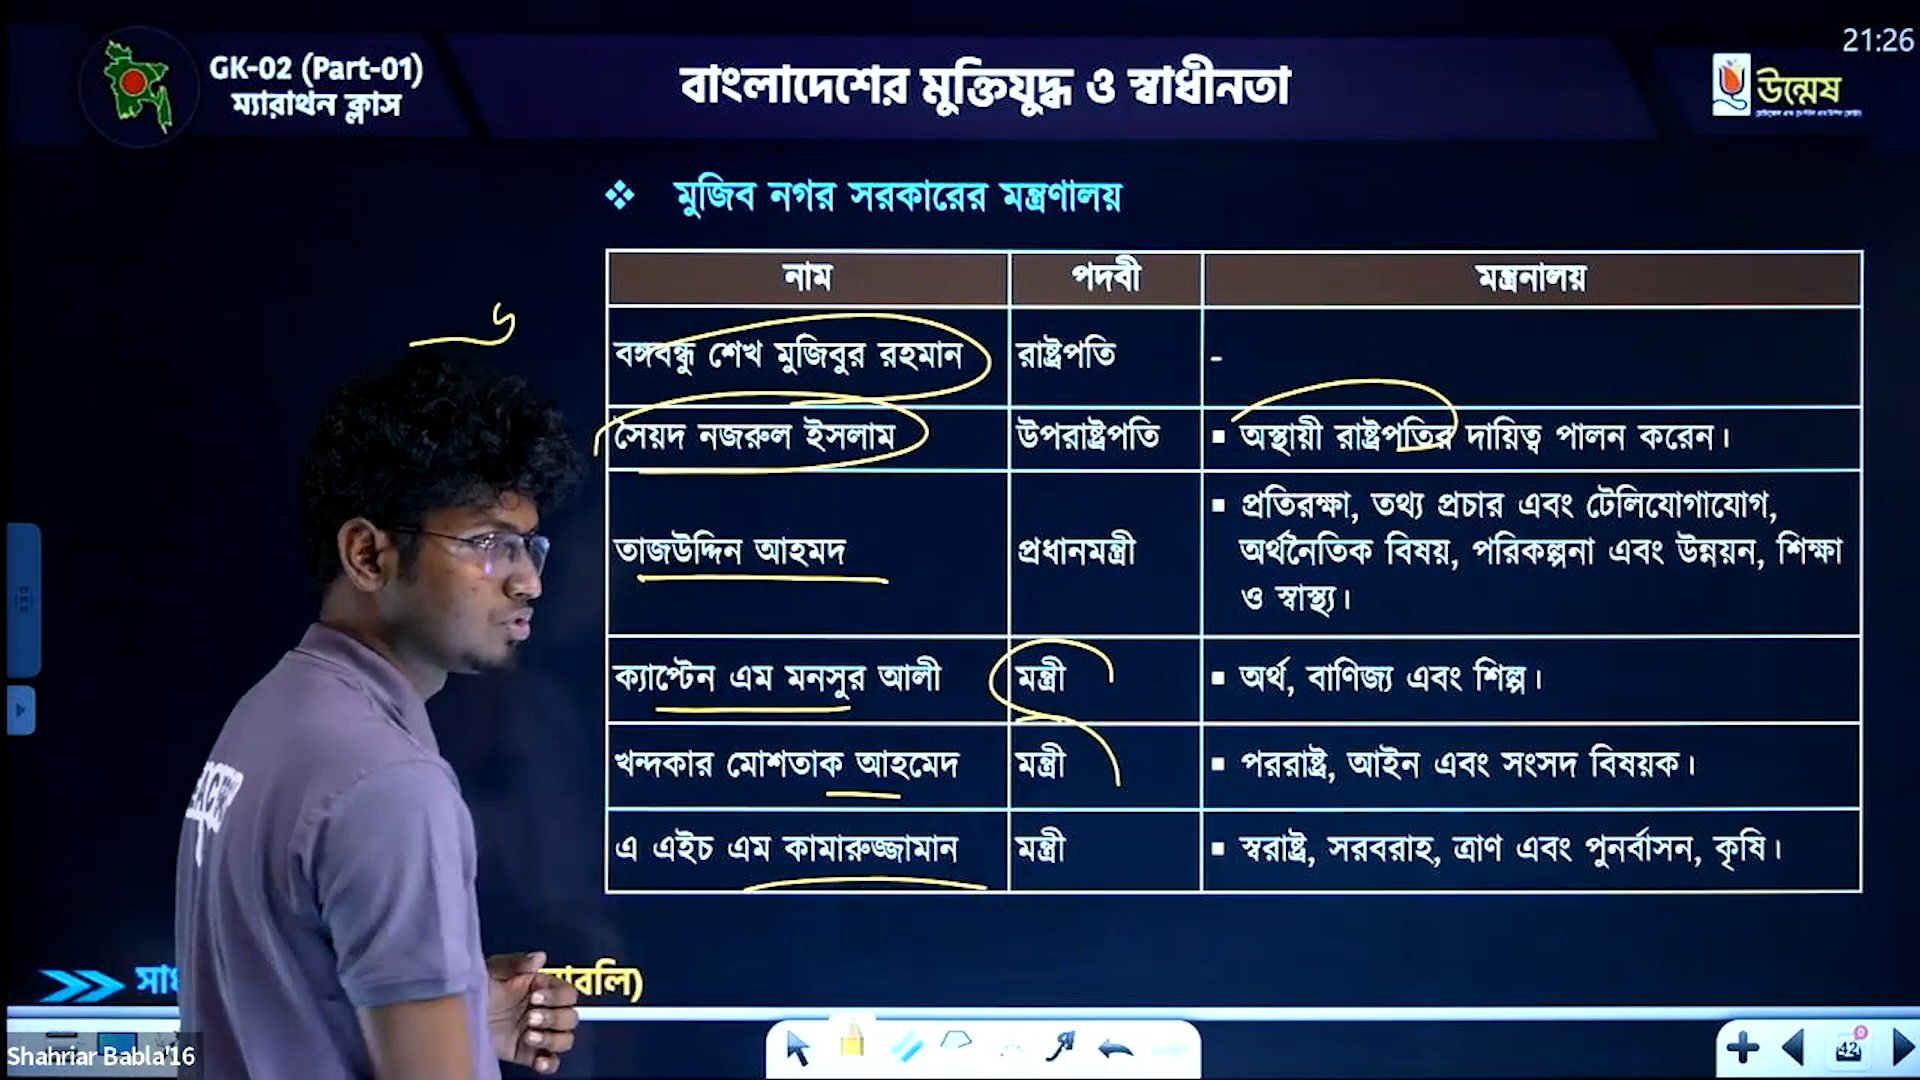 21:26
GK-02 (Part-01)
ম্যারাথন ক্লাস
বাংলাদেশের মুক্তিযুদ্ধ ও স্বাধীনতা
উন্মেষ
❖ মুজিব নগর সরকারের মন্ত্রণালয়
নাম পদবী মন্ত্রনালয়
বঙ্গবন্ধু শেখ মুজিবুর রহমান রাষ্ট্রপতি -
সৈয়দ নজরুল ইসলাম উপরাষ্ট্রপতি ▪ অস্থায়ী রাষ্ট্রপতির দায়িত্ব পালন করেন।
▪ প্রতিরক্ষা, তথ্য প্রচার এবং টেলিযোগাযোগ,
তাজউদ্দিন আহমদ প্রধানমন্ত্রী অর্থনৈতিক বিষয়, পরিকল্পনা এবং উন্নয়ন, শিক্ষা
ও স্বাস্থ্য।
ক্যাপ্টেন এম মনসুর আলী মন্ত্রী ▪ অর্থ, বাণিজ্য এবং শিল্প।
খন্দকার মোশতাক আহমেদ মন্ত্রী ▪ পররাষ্ট্র, আইন এবং সংসদ বিষয়ক।
এ এইচ এম কামারুজ্জামান মন্ত্রী ▪ স্বরাষ্ট্র, সরবরাহ, ত্রাণ এবং পুনর্বাসন, কৃষি।
৬
Shahriar Babla'16
42